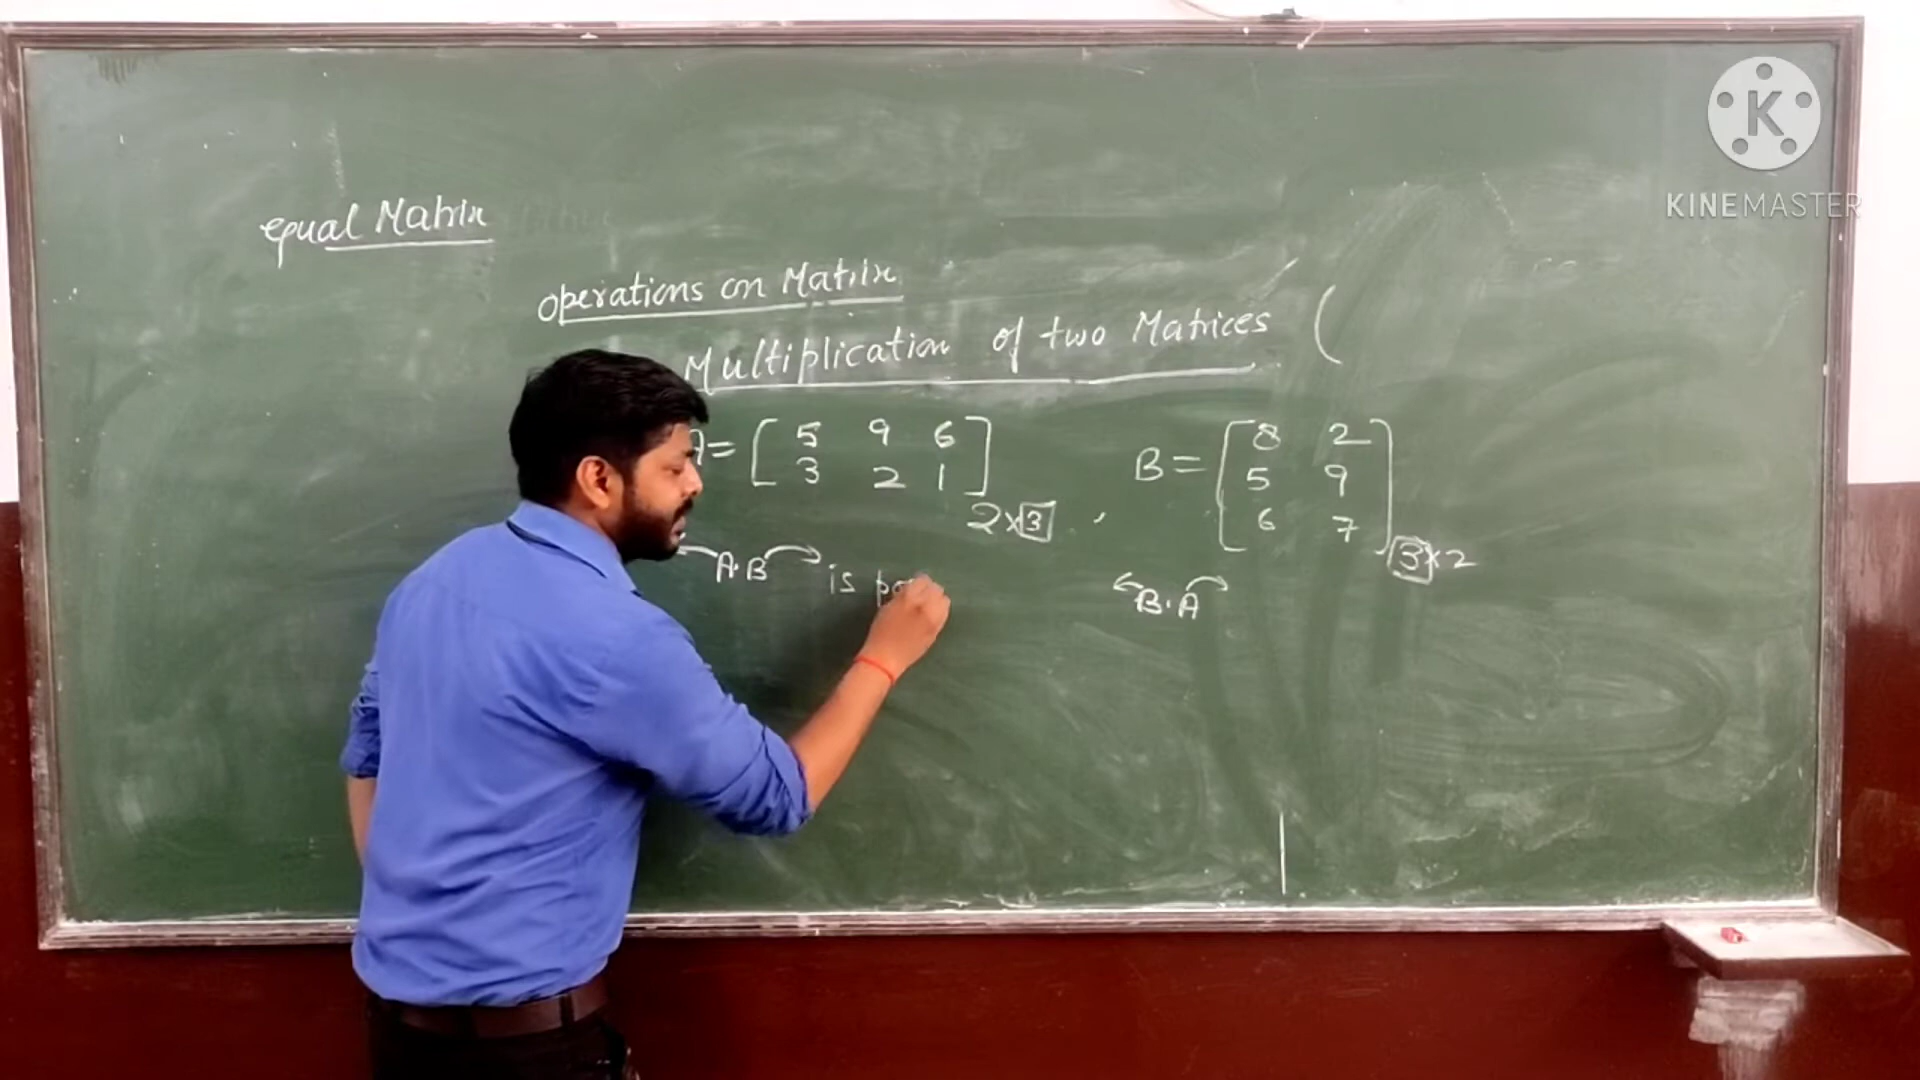 K
KINEMASTER
equal Matrix
Operations on Matrix
Multiplication of two Matrices (
A = [ 5 9 6
3 2 1 ] 2×3 ,
B = [ 8 2
5 9
6 7 ] 3×2
A·B is po
B·A